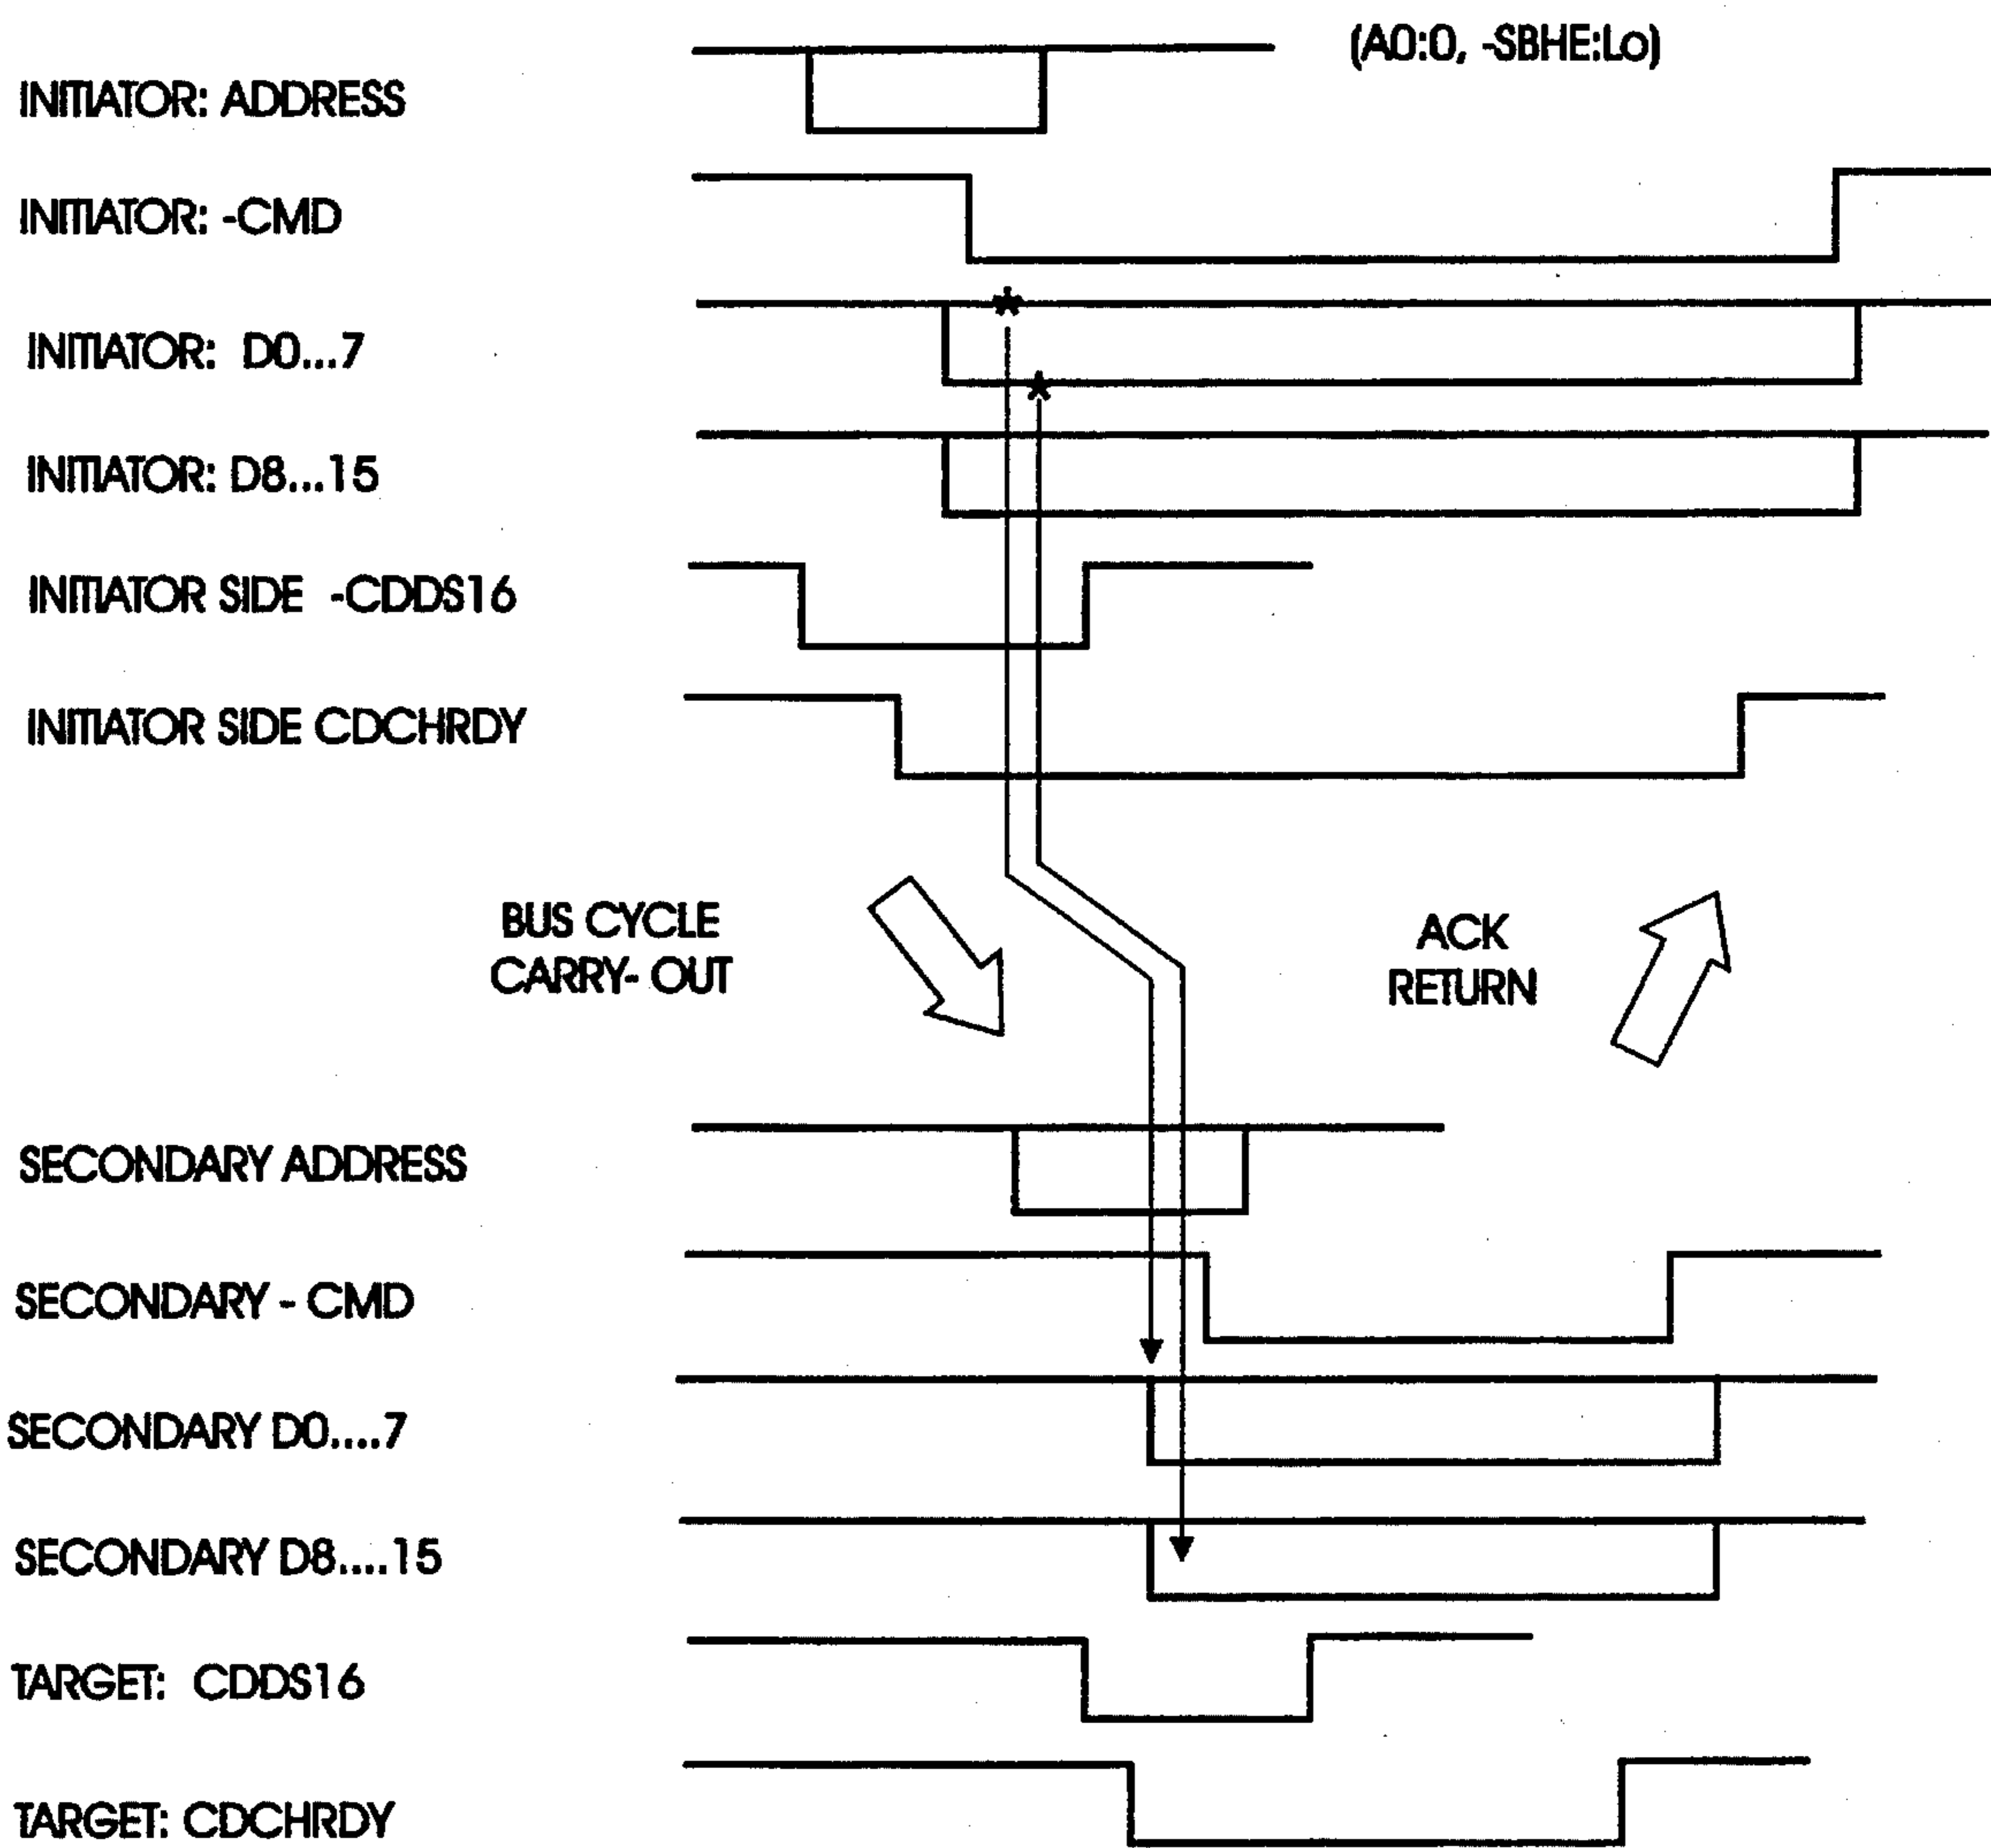 (A0:0, -SBHE:Lo)
INITIATOR: ADDRESS
INITIATOR: -CMD
INITIATOR: D0...7
INITIATOR: D8...15
INITIATOR SIDE -CDDS16
INITIATOR SIDE CDCHRDY
BUS CYCLE
CARRY- OUT
ACK
RETURN
SECONDARY ADDRESS
SECONDARY - CMD
SECONDARY D0....7
SECONDARY D8....15
TARGET: CDDS16
TARGET: CDCHRDY